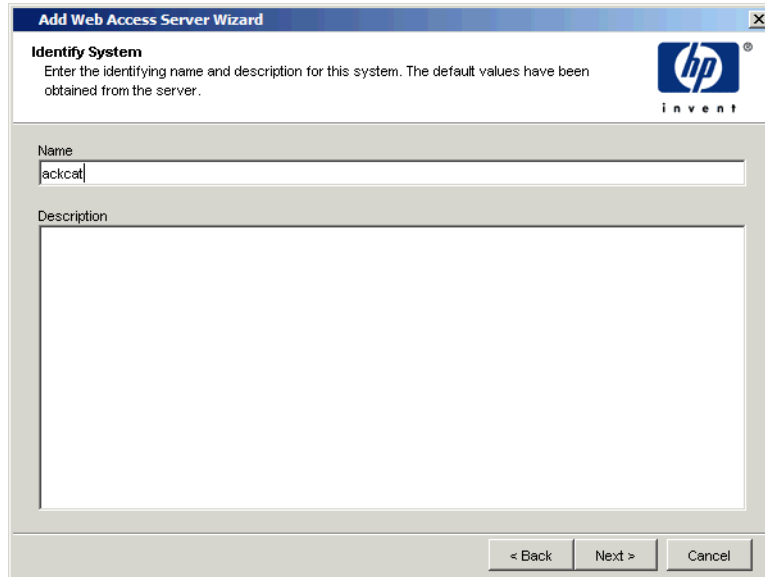 Add Web Access Server Wizard
Identify System
Enter the identifying name and description for this system. The default values have been
obtained from the server.
hp
®
invent
Name
ackcat
Description
< Back
Next >
Cancel